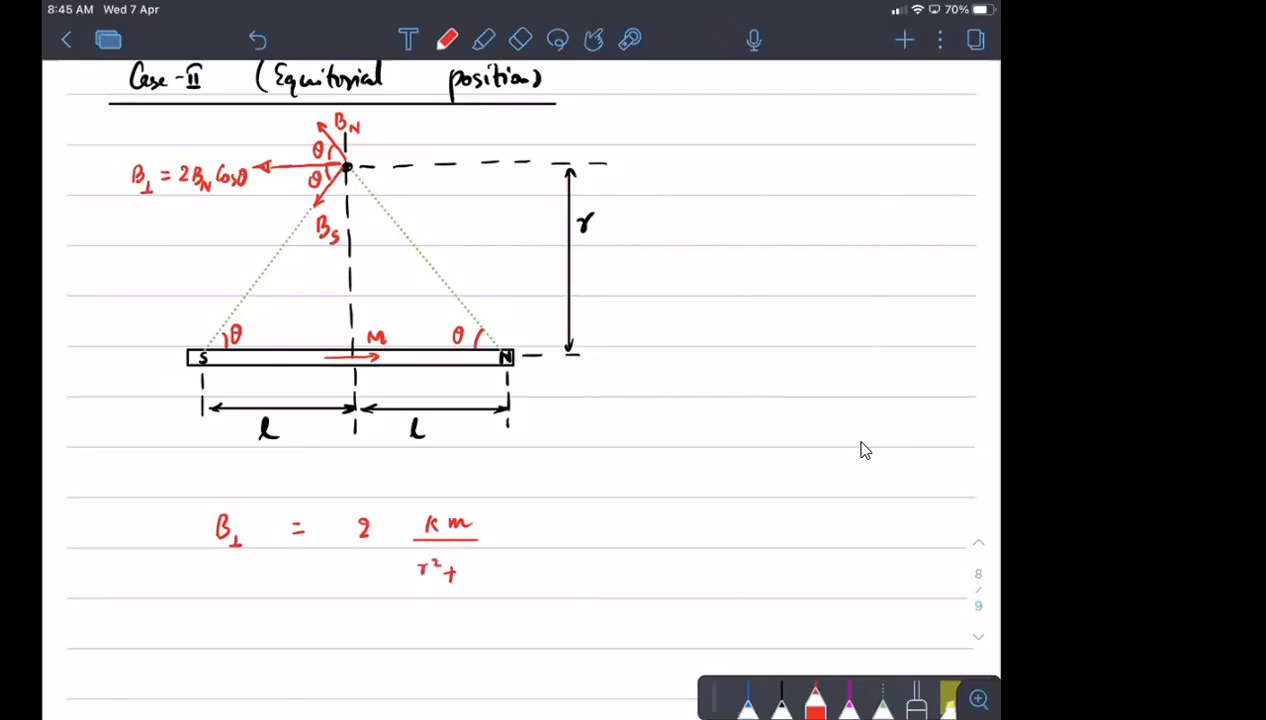 8:45 AM Wed 7 Apr 70%
T
Case-II (Equitorial position)
B_N
θ
B_⊥ = 2B_N Cosθ
θ
B_S
r
θ M θ
S N
l l
B_⊥ = 2 km / r² +
8
/
9